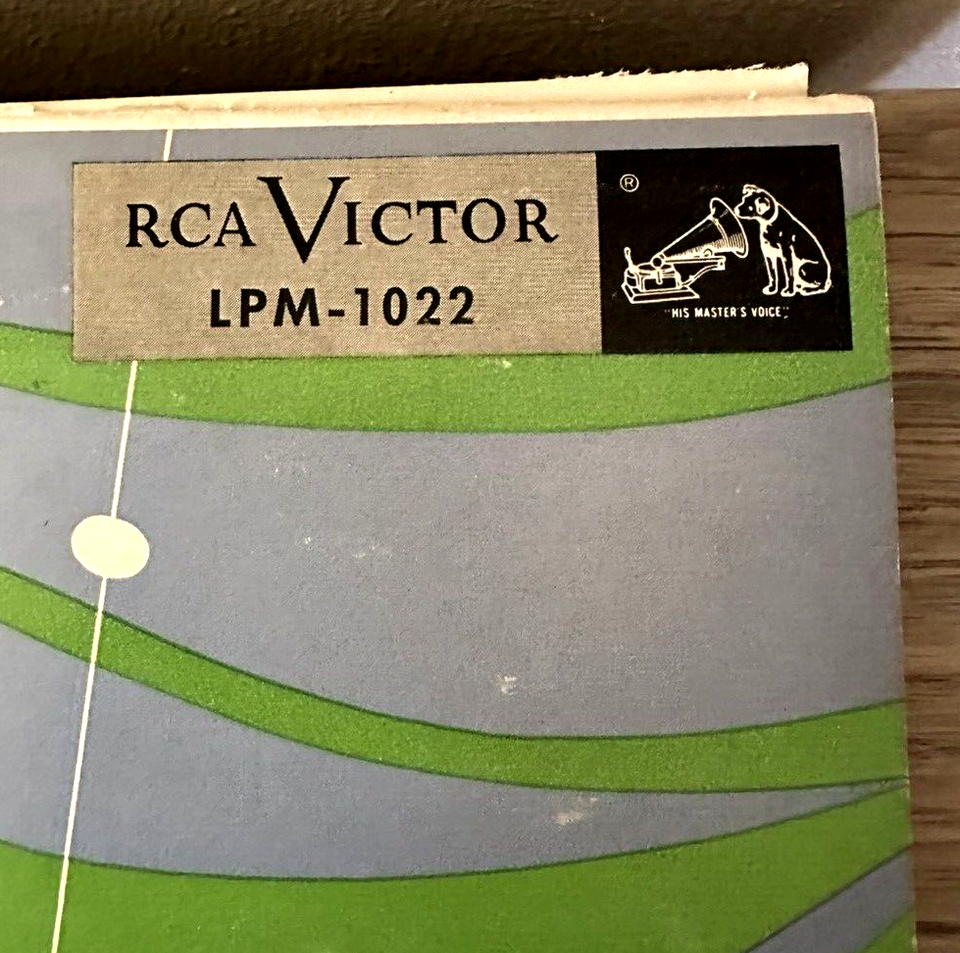 RCA VICTOR
LPM-1022
®
"HIS MASTER'S VOICE"